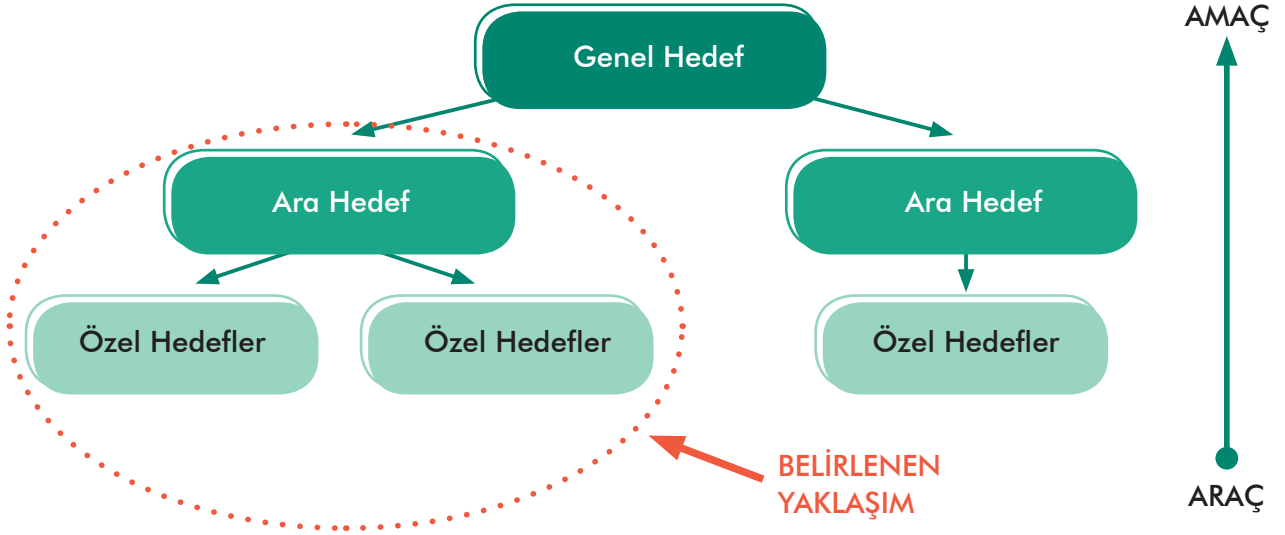 AMAÇ
Genel Hedef
Ara Hedef
Ara Hedef
Özel Hedefler
Özel Hedefler
Özel Hedefler
BELİRLENEN
YAKLAŞIM
ARAÇ